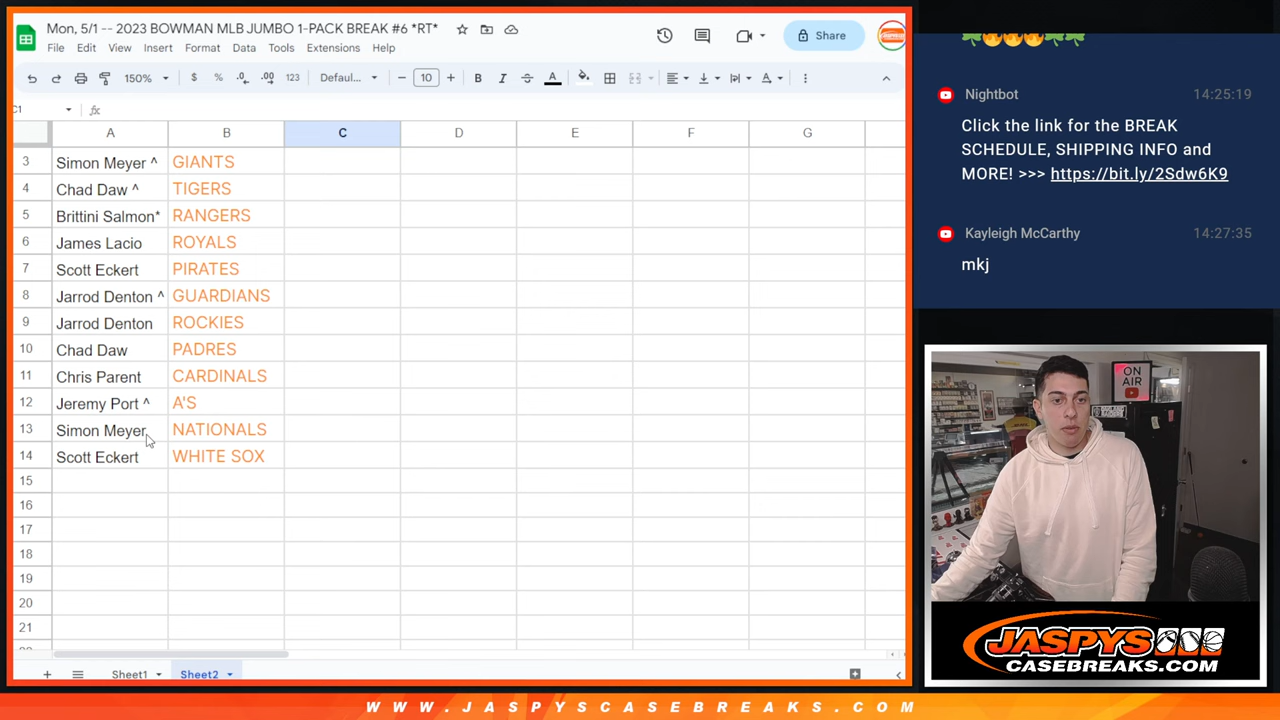 Mon, 5/1 -- 2023 BOWMAN MLB JUMBO 1-PACK BREAK #6 *RT*
File Edit View Insert Format Data Tools Extensions Help
Share
150% $ % .0 .00 123 Defaul... 10 B I A
C1 fx
A B C D E F G
3 Simon Meyer ^ GIANTS
4 Chad Daw ^ TIGERS
5 Brittini Salmon* RANGERS
6 James Lacio ROYALS
7 Scott Eckert PIRATES
8 Jarrod Denton ^ GUARDIANS
9 Jarrod Denton ROCKIES
10 Chad Daw PADRES
11 Chris Parent CARDINALS
12 Jeremy Port ^ A'S
13 Simon Meyer NATIONALS
14 Scott Eckert WHITE SOX
15
16
17
18
19
20
21
Sheet1 Sheet2
Nightbot 14:25:19
Click the link for the BREAK
SCHEDULE, SHIPPING INFO and
MORE! >>> https://bit.ly/2Sdw6K9
Kayleigh McCarthy 14:27:35
mkj
ON
AIR
JASPYS
CASEBREAKS.COM
WWW.JASPYSCASEBREAKS.COM